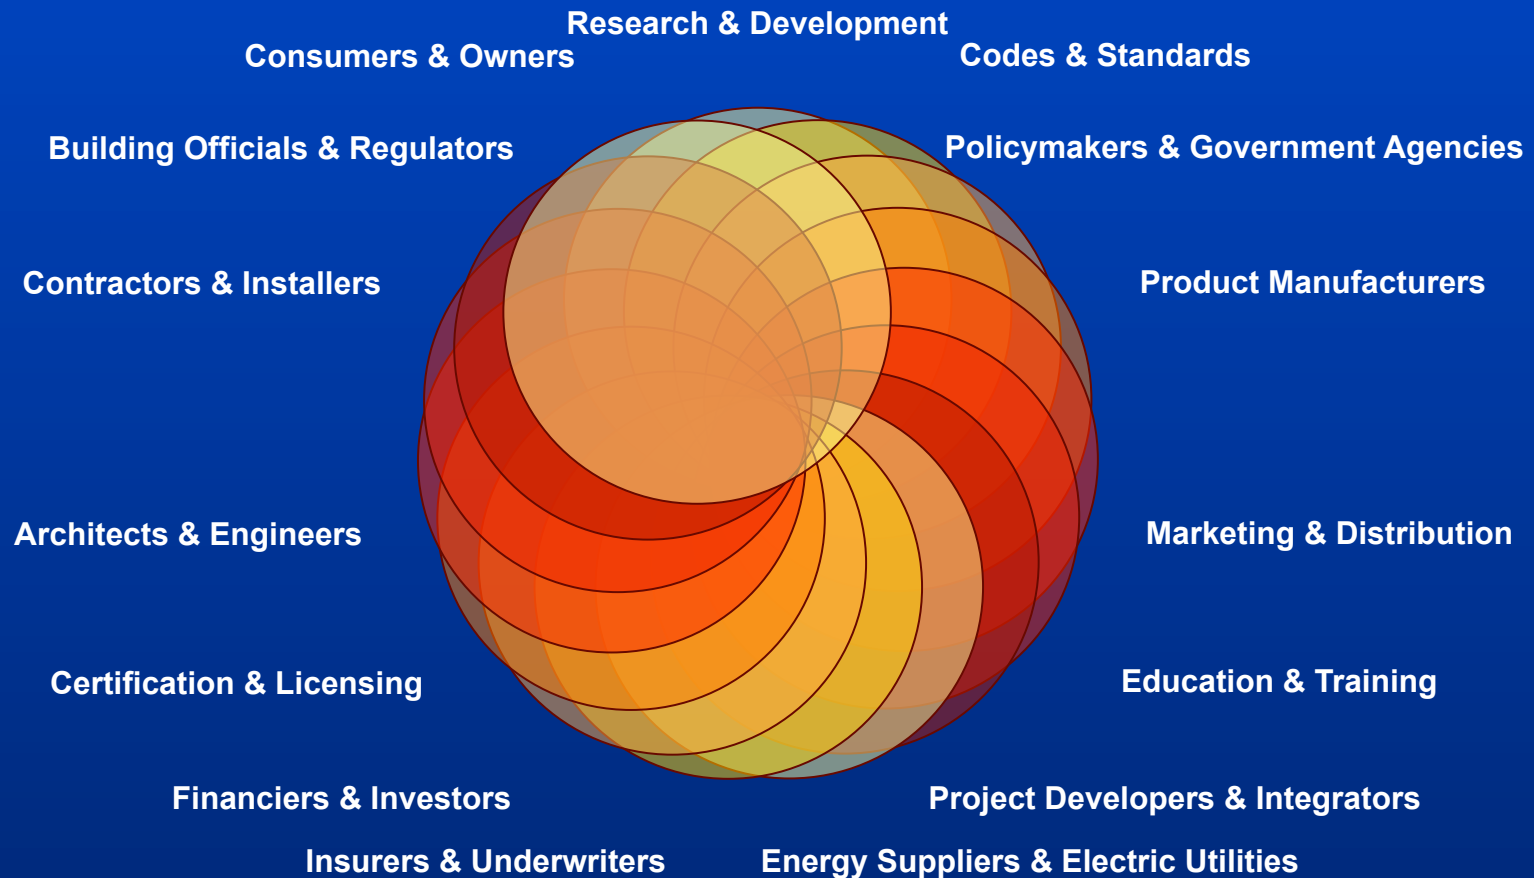 Research & Development
Consumers & Owners
Codes & Standards
Building Officials & Regulators
Policymakers & Government Agencies
Contractors & Installers
Product Manufacturers
Architects & Engineers
Marketing & Distribution
Certification & Licensing
Education & Training
Financiers & Investors
Project Developers & Integrators
Insurers & Underwriters
Energy Suppliers & Electric Utilities